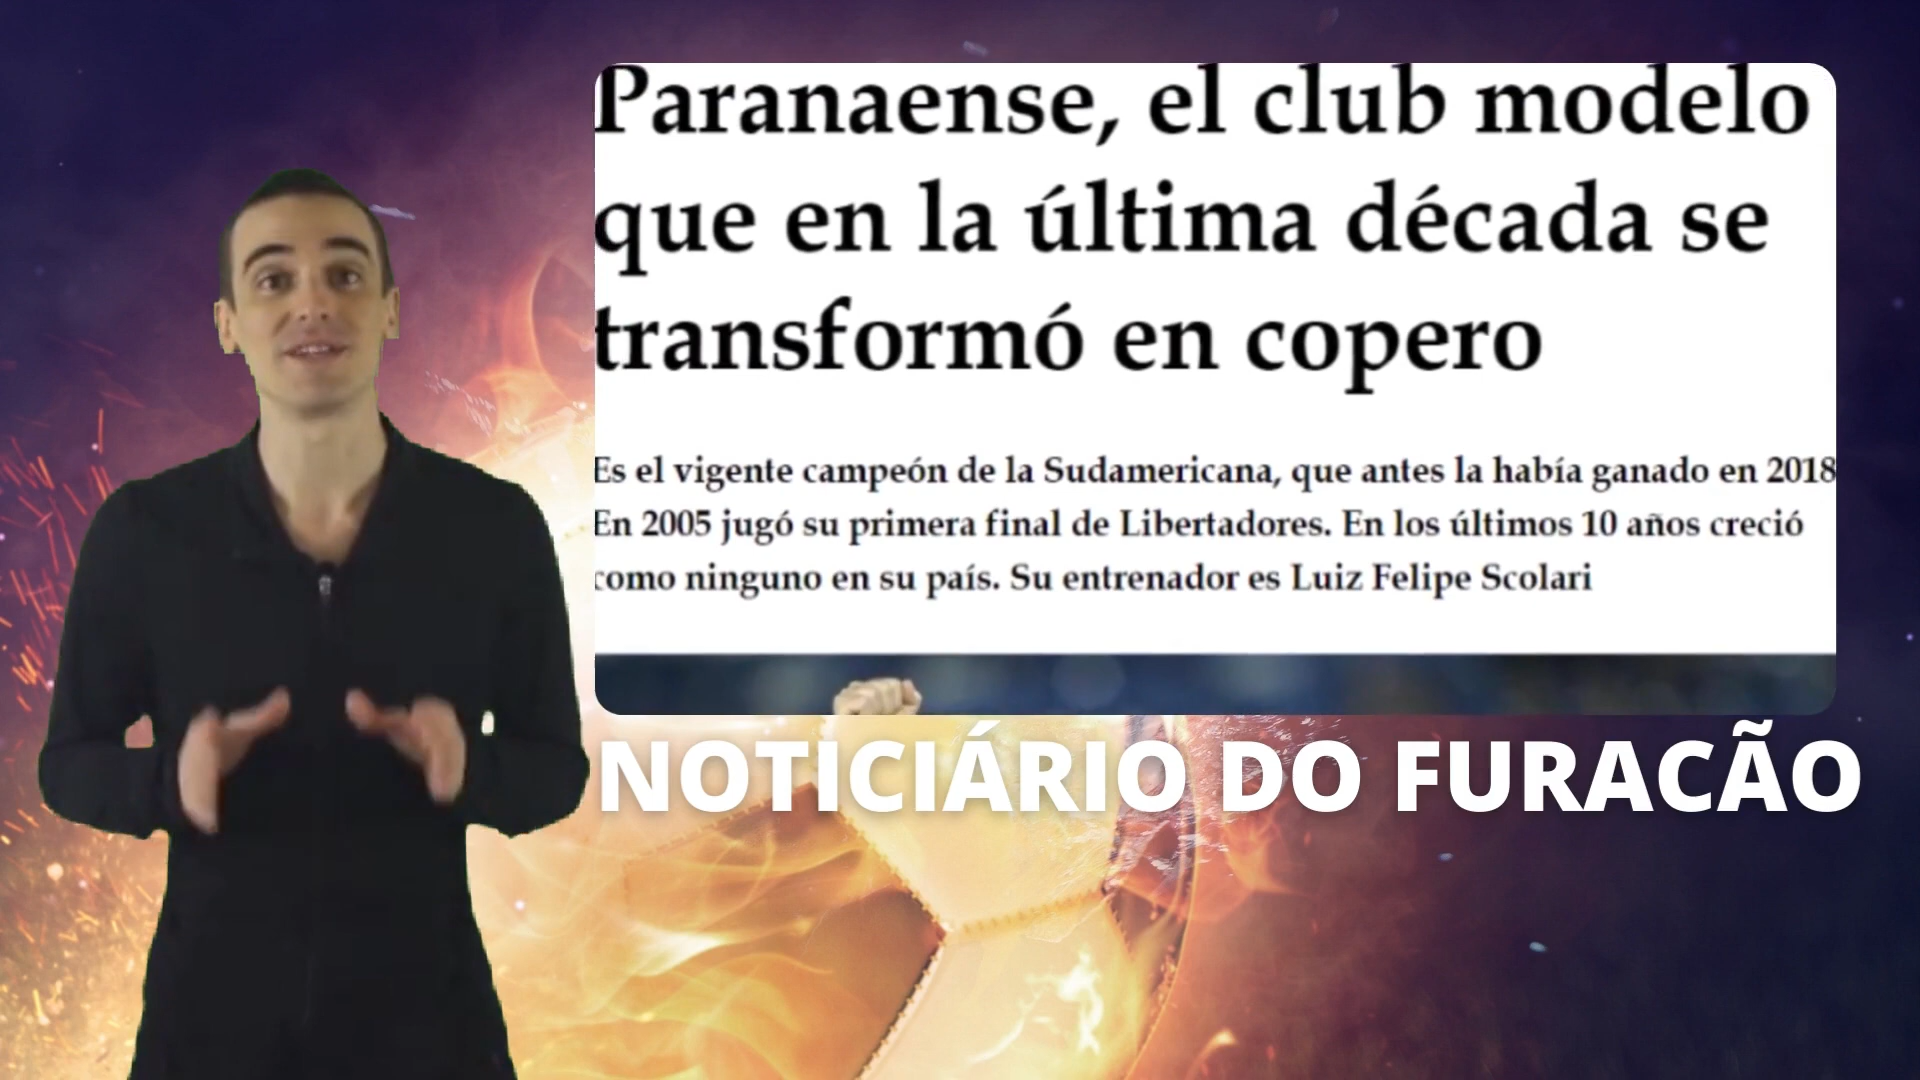 Paranaense, el club modelo
que en la última década se
transformó en copero
Es el vigente campeón de la Sudamericana, que antes la había ganado en 2018
En 2005 jugó su primera final de Libertadores. En los últimos 10 años creció
como ninguno en su país. Su entrenador es Luiz Felipe Scolari
NOTICIÁRIO DO FURACÃO